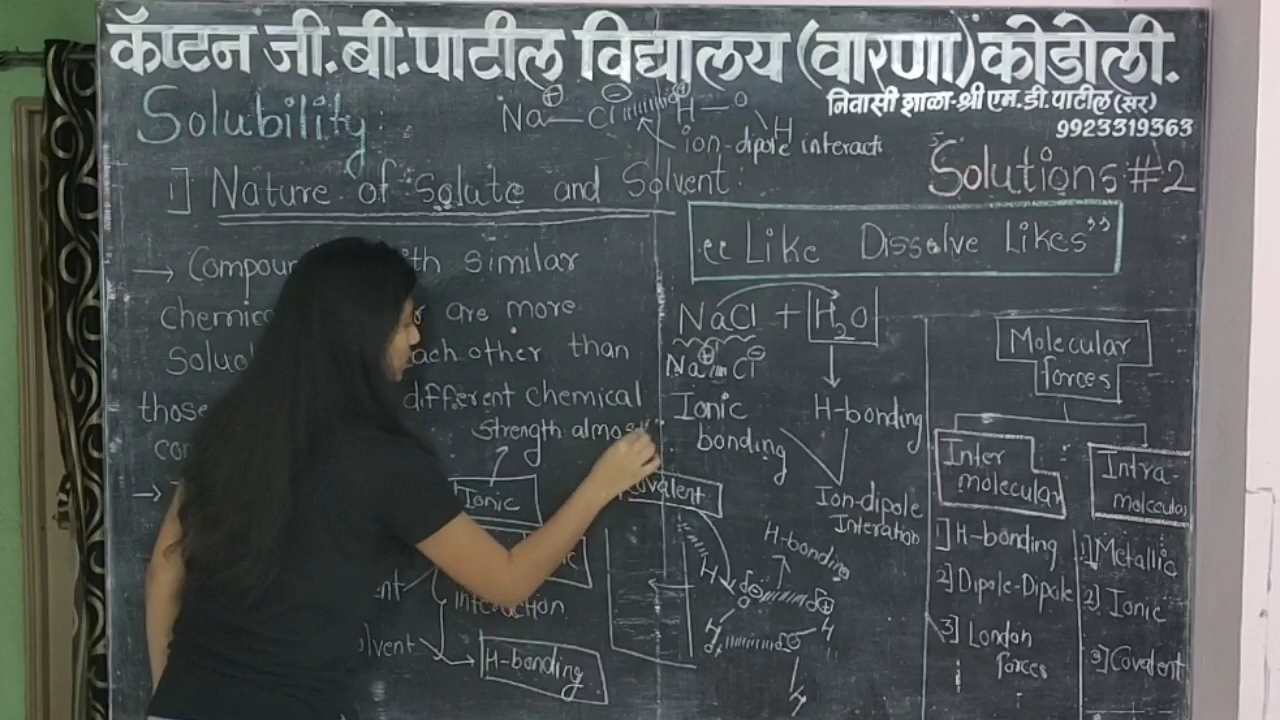 कॅप्टन जी.बी.पाटील विद्यालय (वारणा) कोडोली.
निवासी शाळा-श्री एम.डी.पाटील (सर)
9923319363
Solubility:
Na⊕—Cl⊖ H—O
H
ion-dipole interact
Solutions #2
1] Nature of Solute and Solvent:
"Like Dissolve Likes"
→ similar
are more
each other than
those different Chemical
Strength almost
Ionic
Covalent
Interaction
H-bonding
NaCl + H₂O
Na⊕ Cl⊖
Ionic
bonding
H-bonding
Ion-dipole
Interation
H-bonding
H δ⊖ δ⊕
O
H
H
H
Molecular
forces
Inter
molecular
1] H-bonding
2] Dipole-Dipole
3] London
forces
Intra-
molecular
1] Metallic
2] Ionic
3] Covalent